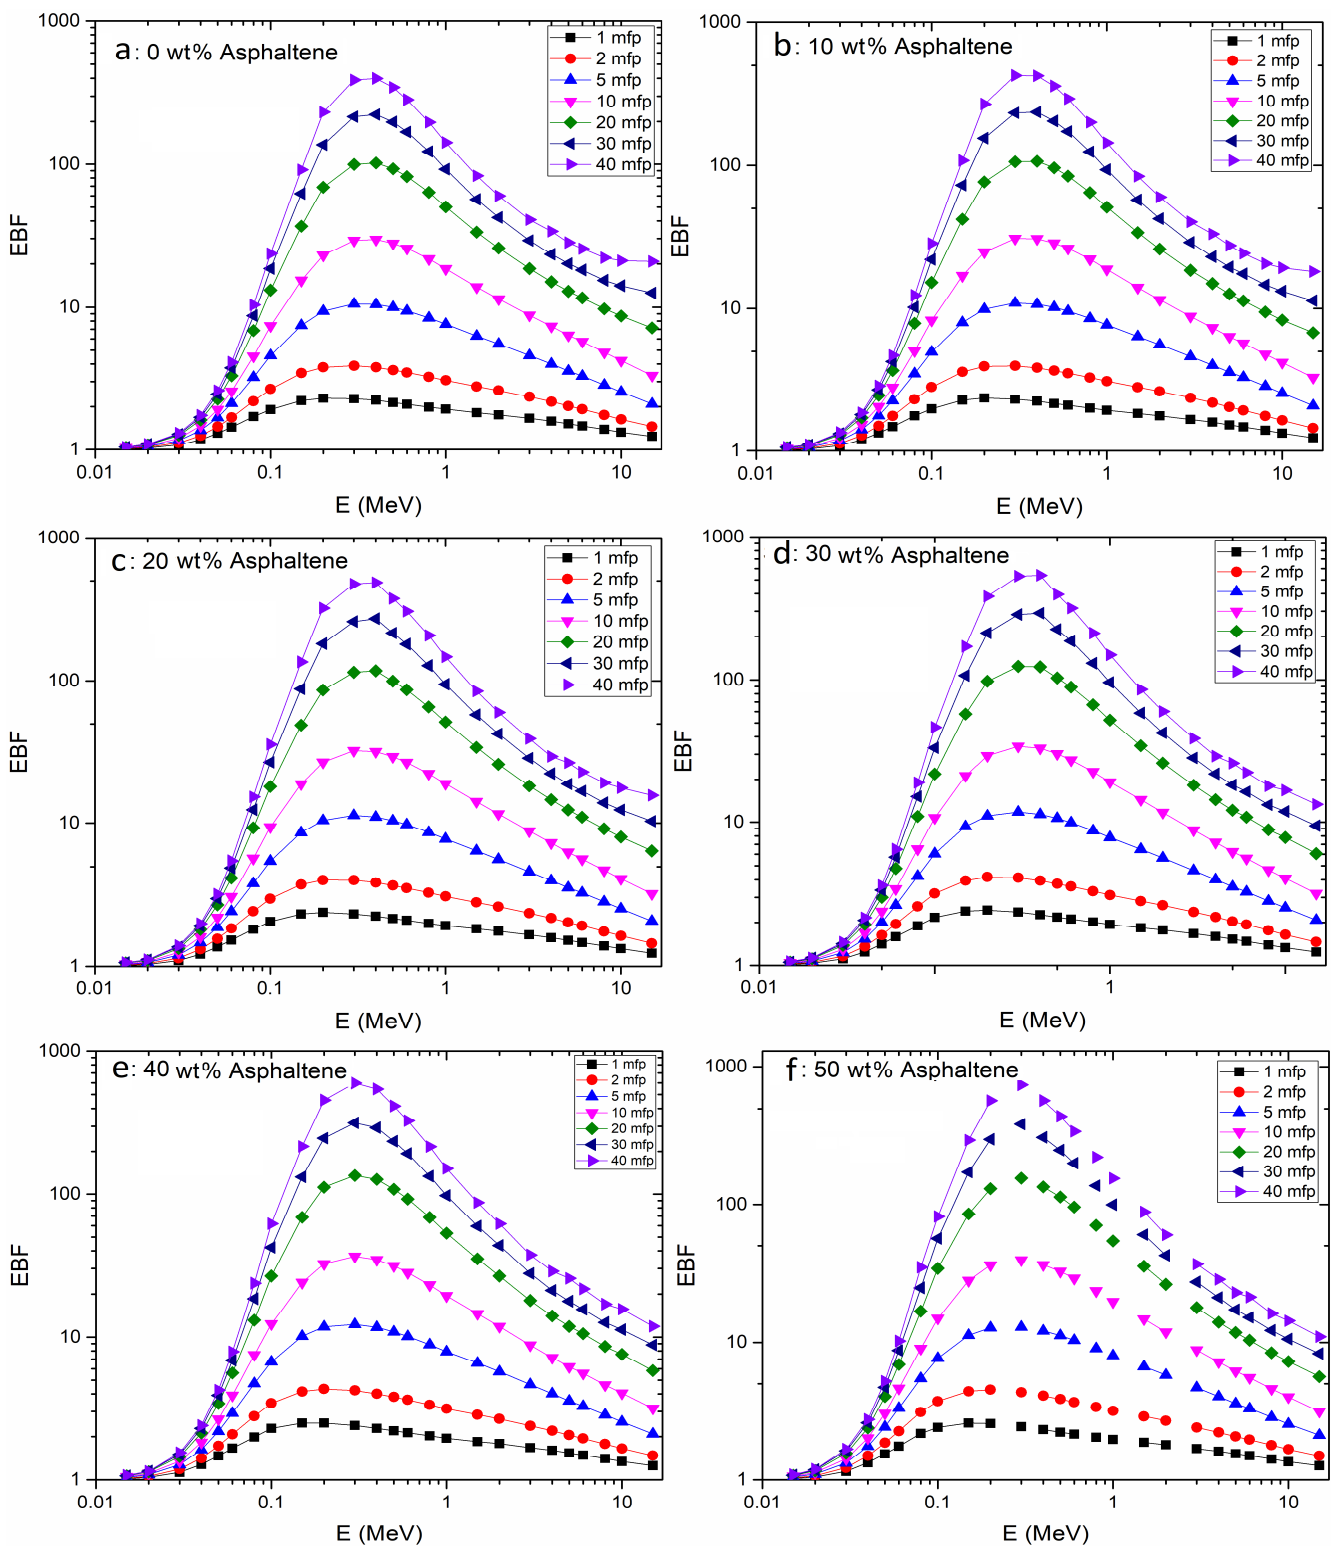 a: 0 wt% Asphaltene
1 mfp
2 mfp
5 mfp
10 mfp
20 mfp
30 mfp
40 mfp
1000
100
10
1
0.01
0.1
1
10
EBF
E (MeV)
b: 10 wt% Asphaltene
1 mfp
2 mfp
5 mfp
10 mfp
20 mfp
30 mfp
40 mfp
1000
100
10
1
0.01
0.1
1
10
EBF
E (MeV)
c: 20 wt% Asphaltene
1 mfp
2 mfp
5 mfp
10 mfp
20 mfp
30 mfp
40 mfp
1000
100
10
1
0.01
0.1
1
10
EBF
E (MeV)
d: 30 wt% Asphaltene
1 mfp
2 mfp
5 mfp
10 mfp
20 mfp
30 mfp
40 mfp
1000
100
10
1
0.01
1
EBF
E (MeV)
e: 40 wt% Asphaltene
1 mfp
2 mfp
5 mfp
10 mfp
20 mfp
30 mfp
40 mfp
1000
100
10
1
0.01
0.1
1
10
EBF
E (MeV)
f: 50 wt% Asphaltene
1 mfp
2 mfp
5 mfp
10 mfp
20 mfp
30 mfp
40 mfp
1000
100
10
1
0.01
0.1
1
10
EBF
E (MeV)